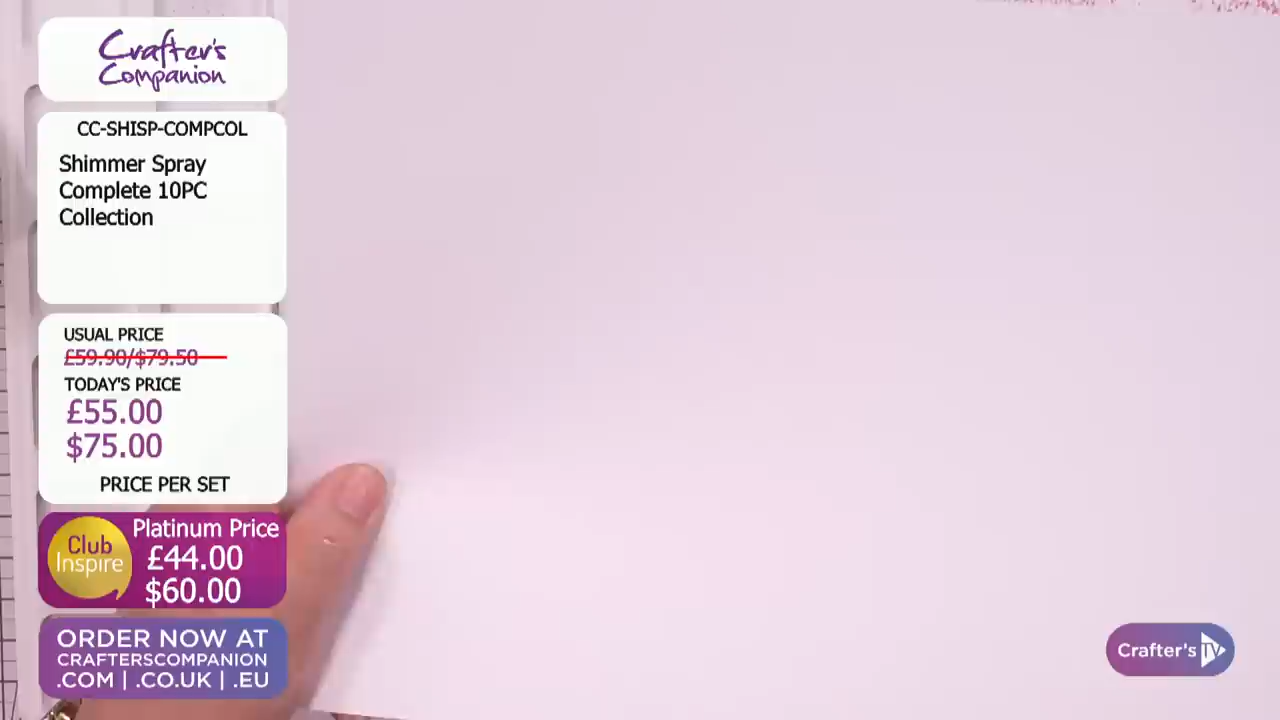 Crafter's
Companion
CC-SHISP-COMPCOL
Shimmer Spray
Complete 10PC
Collection
USUAL PRICE
£59.90/$79.50
TODAY'S PRICE
£55.00
$75.00
PRICE PER SET
Club
Inspire
Platinum Price
£44.00
$60.00
ORDER NOW AT
CRAFTERSCOMPANION
.COM | .CO.UK | .EU
Crafter's TV